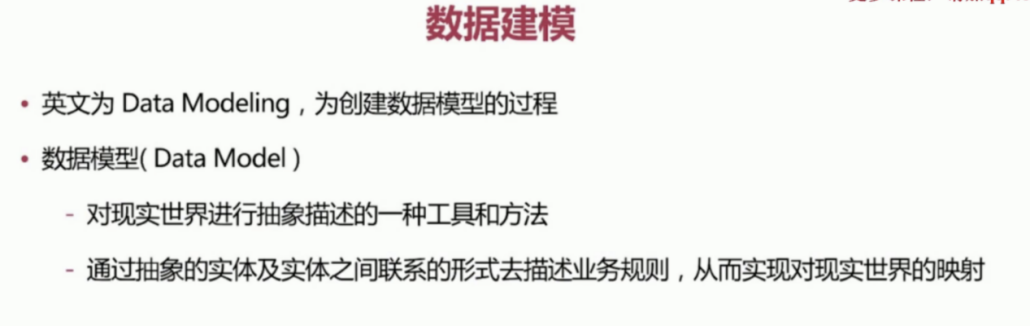 数据建模
• 英文为 Data Modeling，为创建数据模型的过程
• 数据模型( Data Model )
- 对现实世界进行抽象描述的一种工具和方法
- 通过抽象的实体及实体之间联系的形式去描述业务规则，从而实现对现实世界的映射